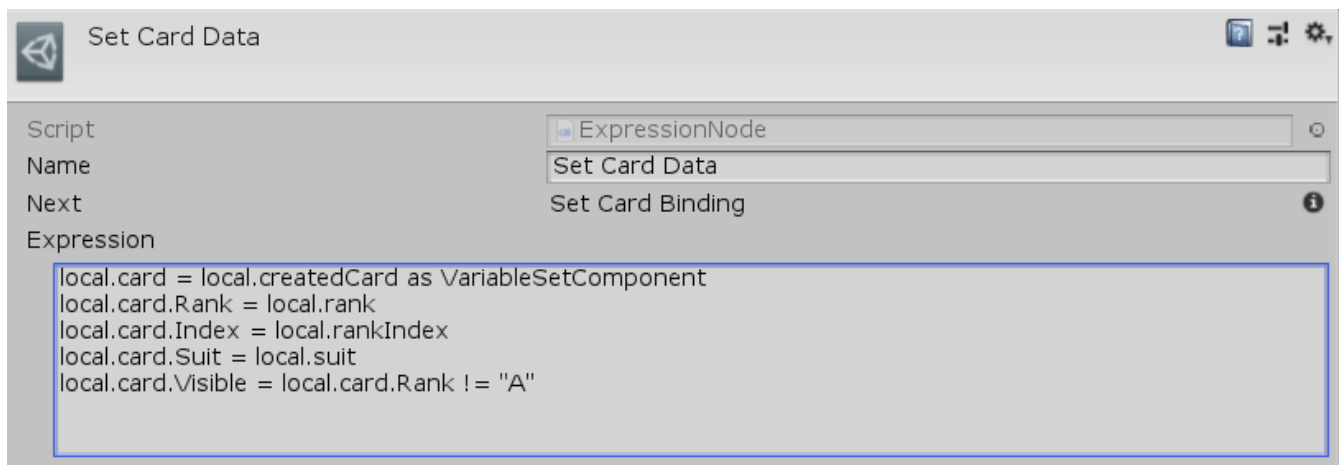 Set Card Data
Script ExpressionNode
Name Set Card Data
Next Set Card Binding
Expression
local.card = local.createdCard as VariableSetComponent
local.card.Rank = local.rank
local.card.Index = local.rankIndex
local.card.Suit = local.suit
local.card.Visible = local.card.Rank != "A"